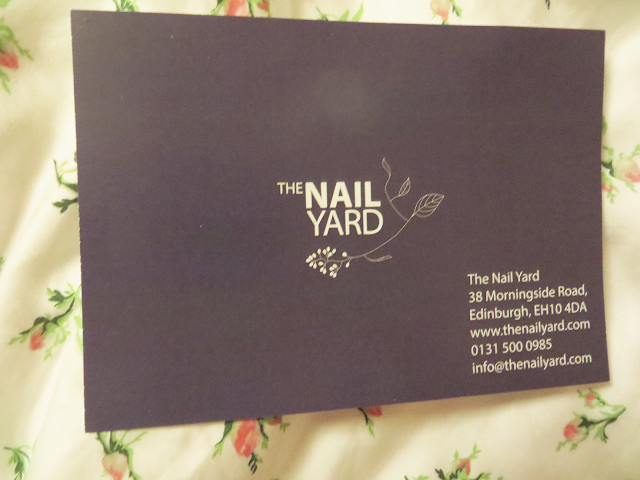 THE NAIL
YARD
The Nail Yard
38 Morningside Road,
Edinburgh, EH10 4DA
www.thenailyard.com
0131 500 0985
info@thenailyard.com